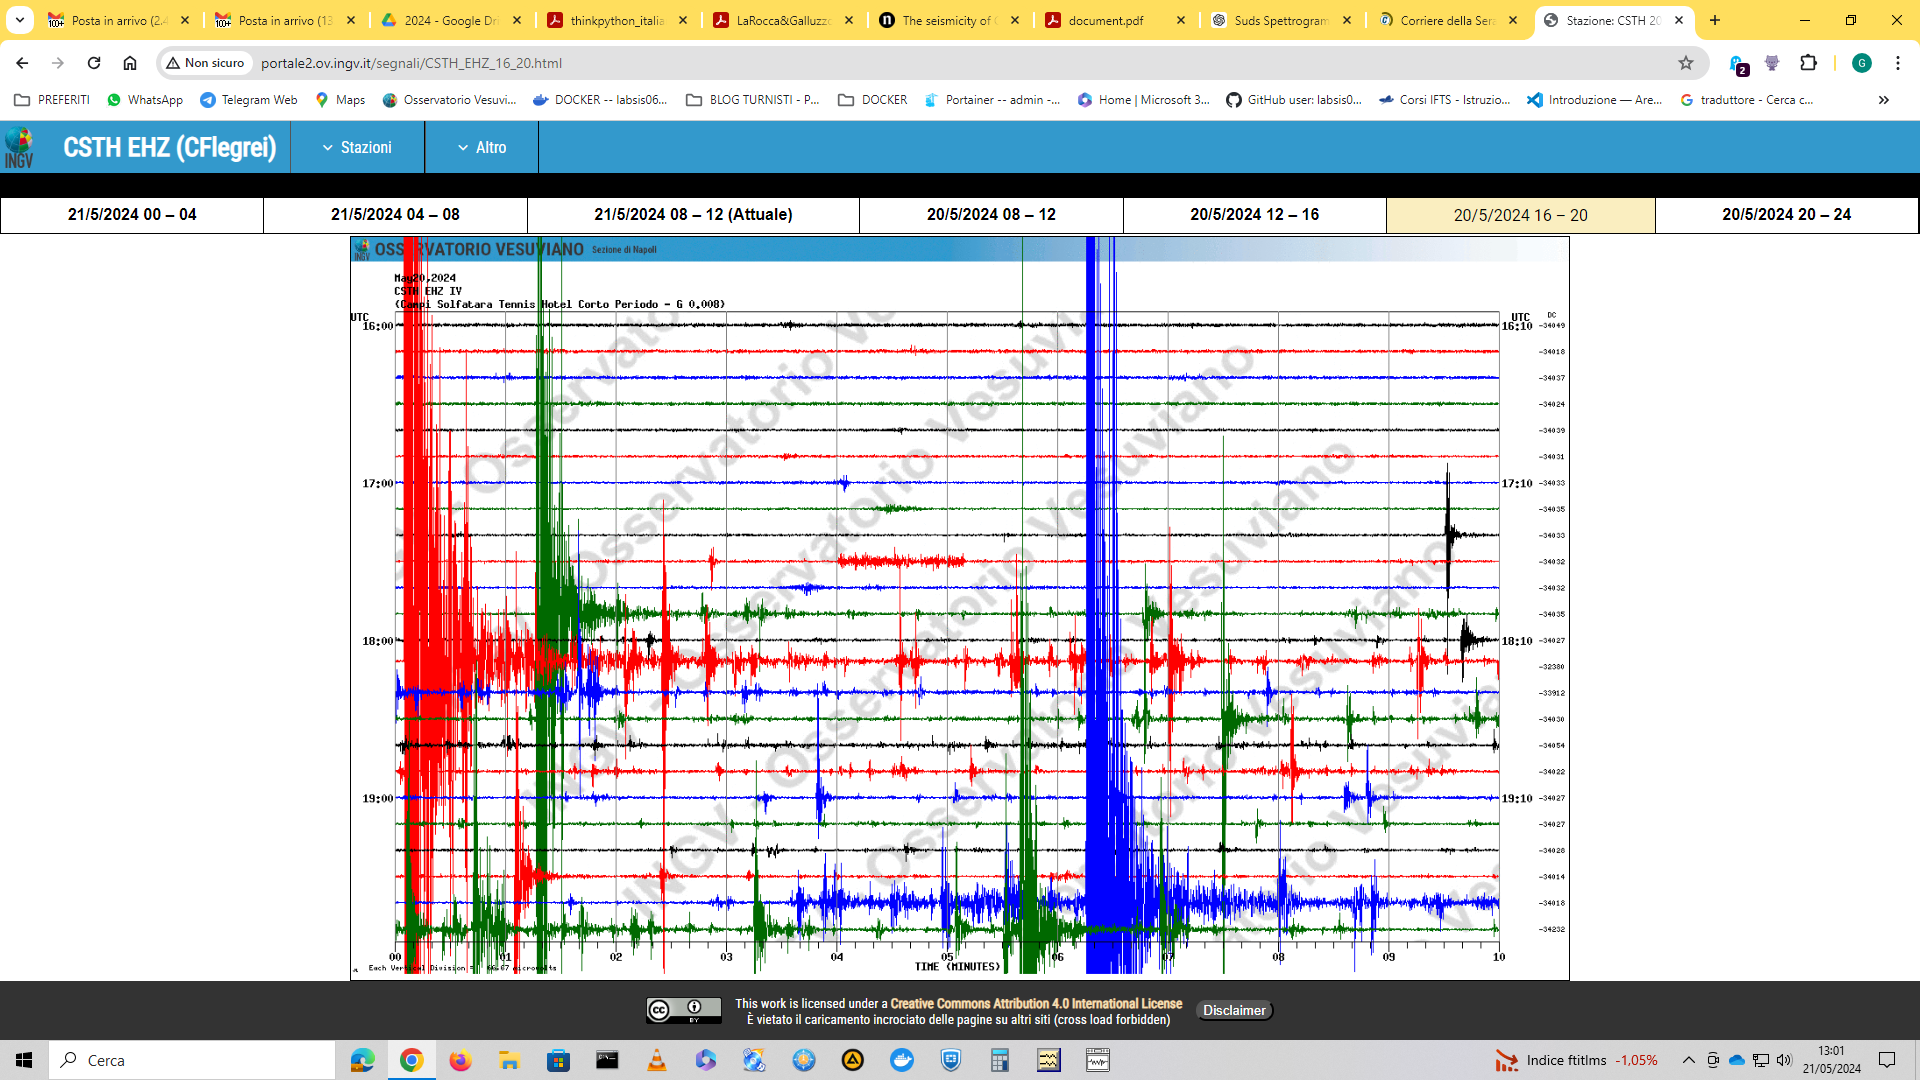 Posta in arrivo (2.4
Posta in arrivo (13
2024 - Google Dri
thinkpython_italia
LaRocca&Galluzzo
The seismicity of
document.pdf
Suds Spettrogram
Corriere della Sera
Stazione: CSTH 20
Non sicuro
portale2.ov.ingv.it/segnali/CSTH_EHZ_16_20.html
2
G
PREFERITI
WhatsApp
Telegram Web
Maps
Osservatorio Vesuvi...
DOCKER -- labsis06...
BLOG TURNISTI - P...
DOCKER
Portainer -- admin -...
Home | Microsoft 3...
GitHub user: labsis0...
Corsi IFTS - Istruzio...
Introduzione — Are...
traduttore - Cerca c...
INGV
CSTH EHZ (CFlegrei)
Stazioni
Altro
21/5/2024 00 – 04
21/5/2024 04 – 08
21/5/2024 08 – 12 (Attuale)
20/5/2024 08 – 12
20/5/2024 12 – 16
20/5/2024 16 – 20
20/5/2024 20 – 24
OSSERVATORIO VESUVIANO Sezione di Napoli
May20,2024
CSTH EHZ IV
(Campi Solfatara Tennis Hotel Corto Periodo - G 0.008)
UTC
UTC DC
16:00
16:10 -34049
-34018
-34037
-34024
-34039
-34031
17:00
17:10 -34033
-34035
-34033
-34032
-34032
-34035
18:00
18:10 -34027
-32380
-33912
-34030
-34054
-34022
19:00
19:10 -34027
-34027
-34028
-34014
-34018
-34232
INGV - Osservatorio Vesuviano
00 01 02 03 04 05 06 07 08 09 10
TIME (MINUTES)
Each Vertical Division = 66.67 microvolts
This work is licensed under a Creative Commons Attribution 4.0 International License
È vietato il caricamento incrociato delle pagine su altri siti (cross load forbidden)
Disclaimer
Cerca
Indice ftitlms -1,05%
13:01
21/05/2024